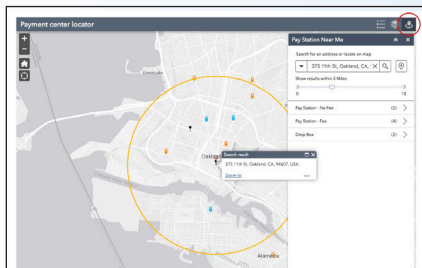 Payment center locator
Pay Station Near Me
Search for an address or locate on map
375 11th St, Oakland, CA,
Show results within 3 Miles
0
10
Pay Station - No Fee
(5)
Pay Station - Fee
(4)
Drop Box
(2)
Emeryville
Oakland
Search result
375 11th St, Oakland, CA, 94607, USA
Zoom to
Alameda